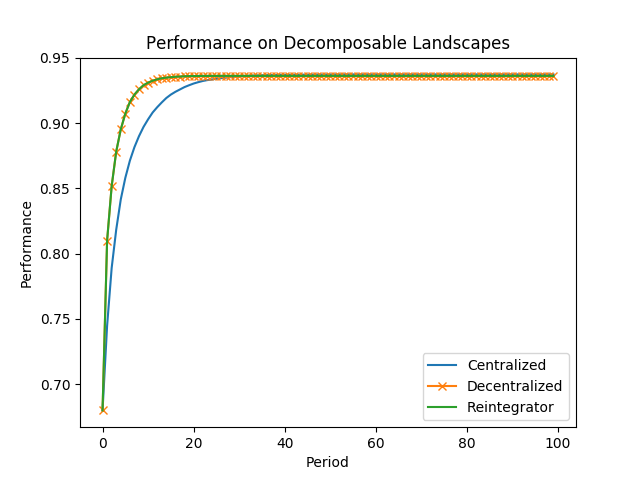 Performance on Decomposable Landscapes
0.95
0.90
0.85
0.80
0.75
0.70
Performance
0
20
40
60
80
100
Period
Centralized
Decentralized
Reintegrator